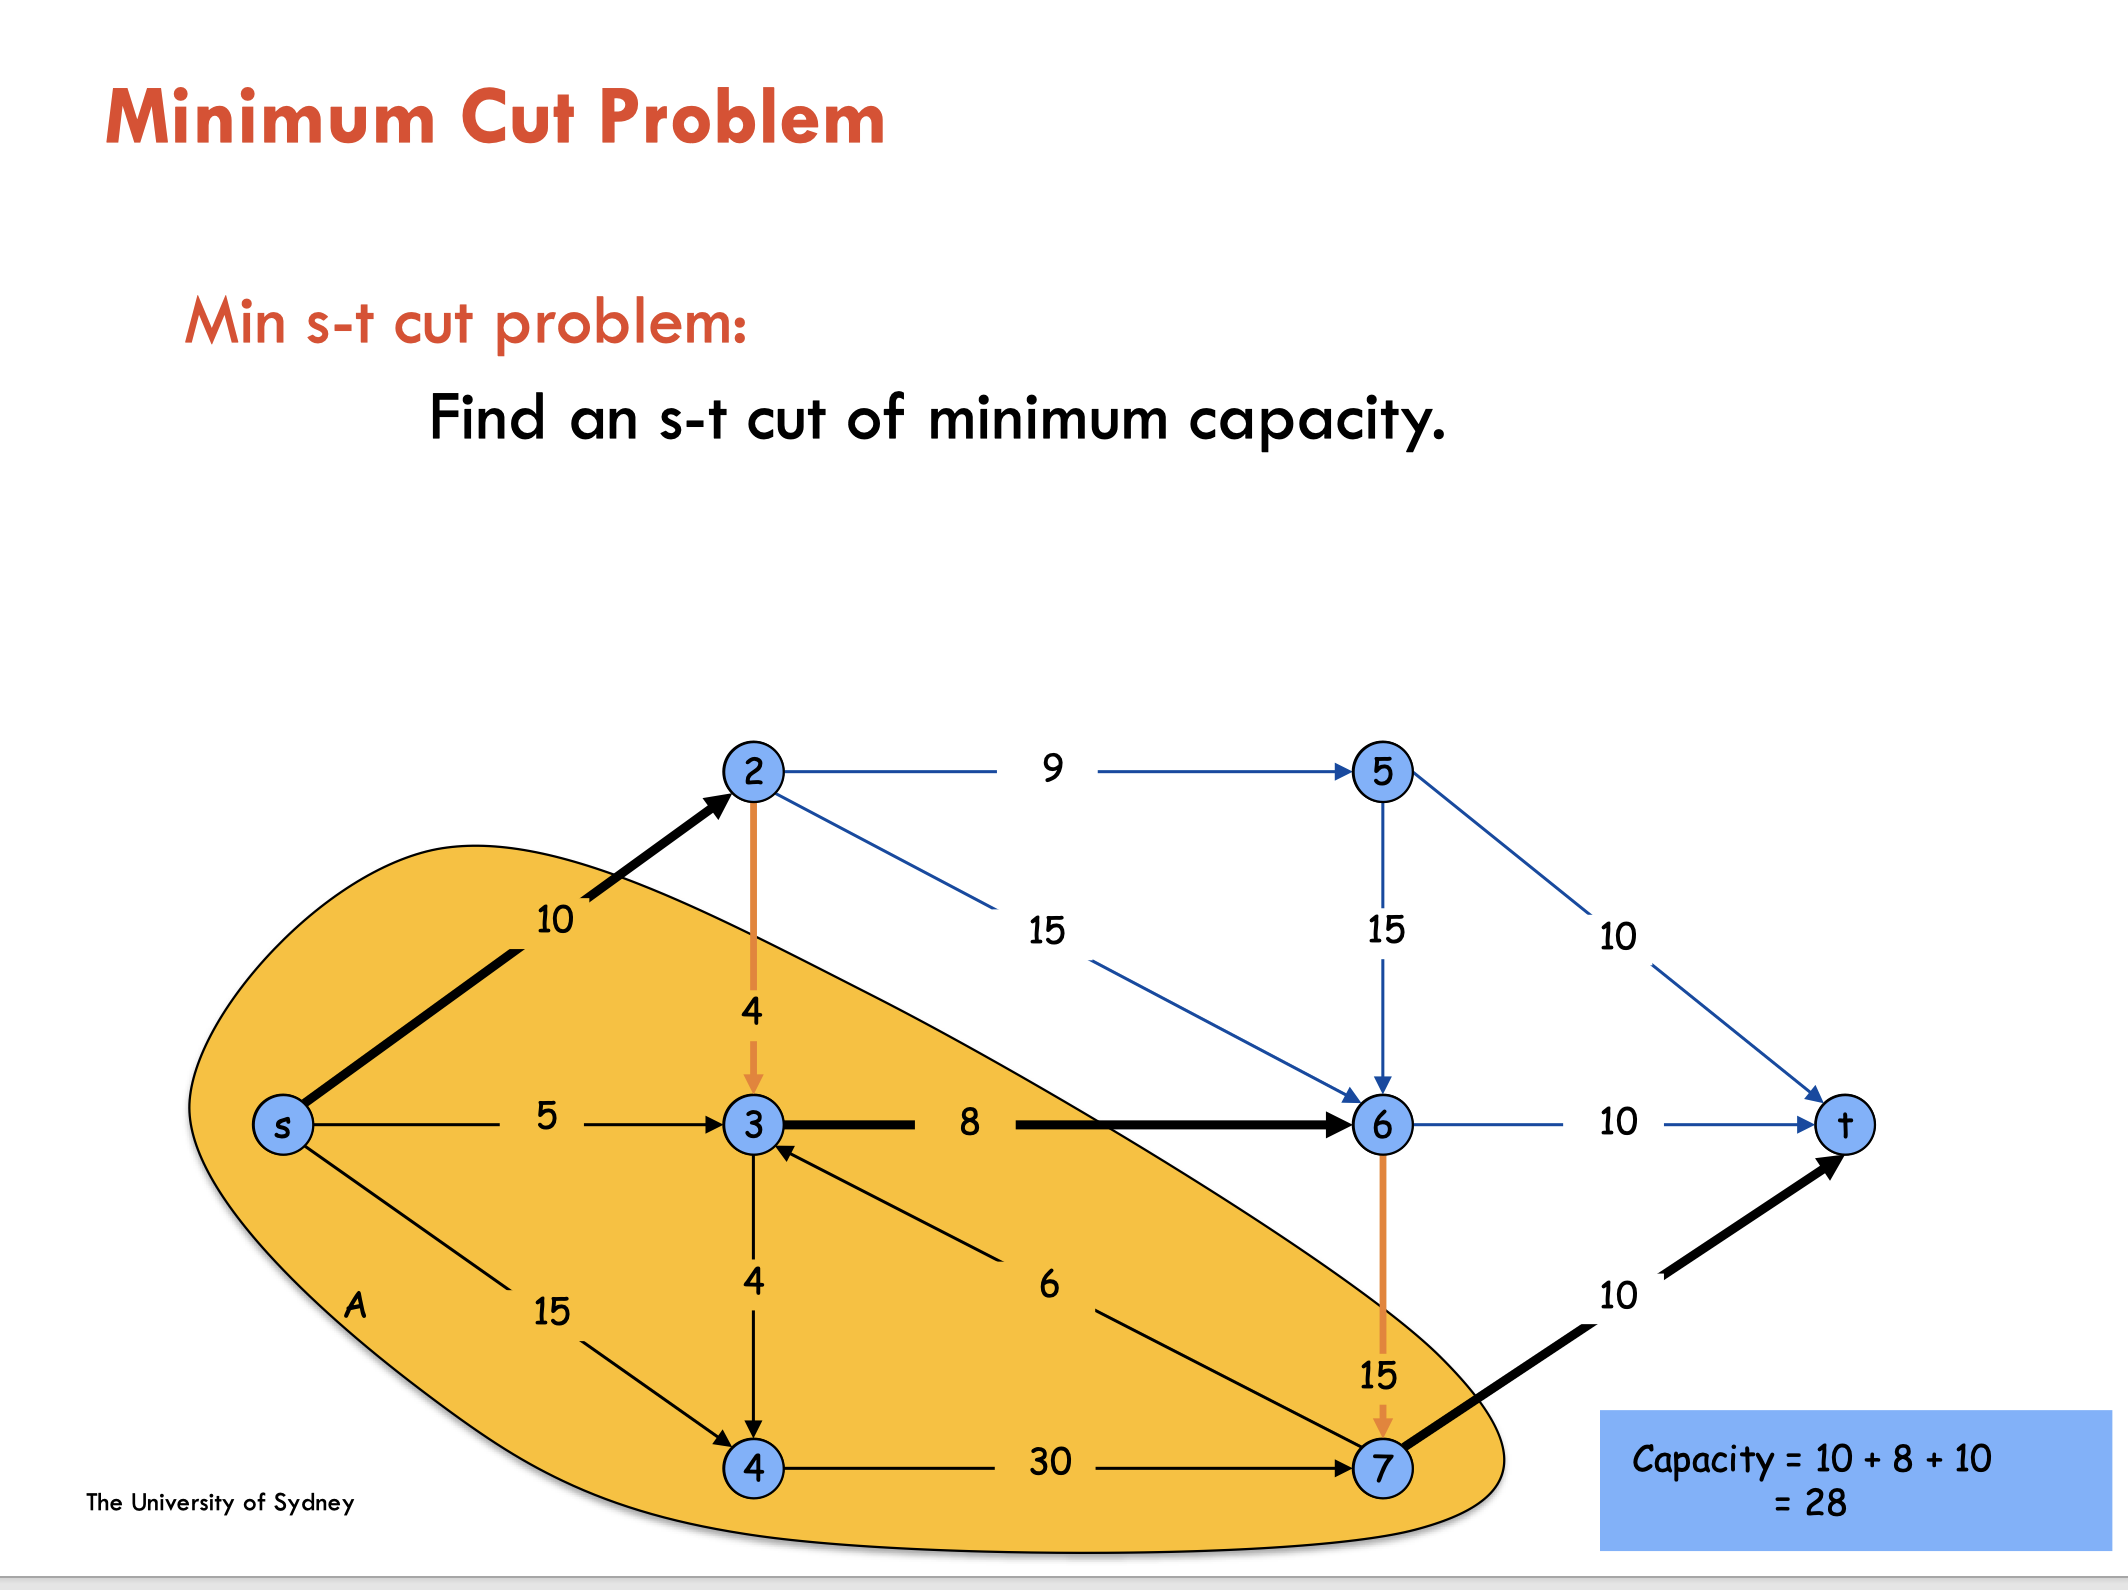 Minimum Cut Problem
Min s-t cut problem:
Find an s-t cut of minimum capacity.
2
9
5
10
15
15
10
4
s
5
3
8
6
10
t
4
6
10
A
15
15
4
30
7
Capacity = 10 + 8 + 10
= 28
The University of Sydney